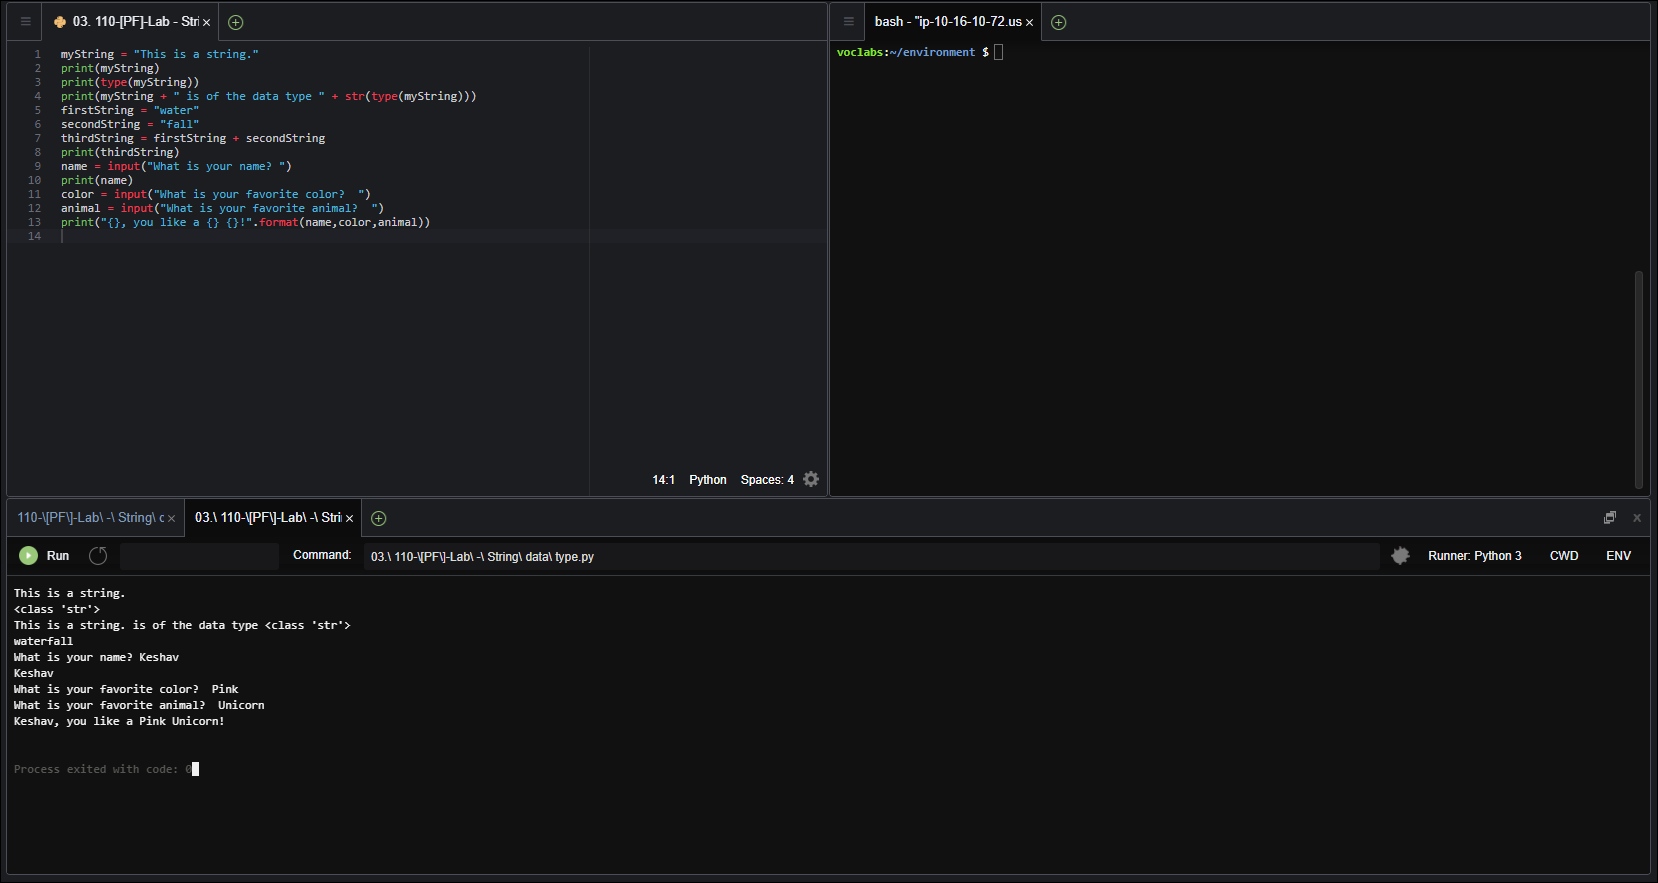 03. 110-[PF]-Lab - Stri
bash - "ip-10-16-10-72.us
1 myString = "This is a string."
2 print(myString)
3 print(type(myString))
4 print(myString + " is of the data type " + str(type(myString)))
5 firstString = "water"
6 secondString = "fall"
7 thirdString = firstString + secondString
8 print(thirdString)
9 name = input("What is your name? ")
10 print(name)
11 color = input("What is your favorite color?  ")
12 animal = input("What is your favorite animal?  ")
13 print("{}, you like a {} {}!".format(name,color,animal))
14
14:1 Python Spaces: 4
voclabs:~/environment $
110-\[PF\]-Lab\ -\ String\ c
03.\ 110-\[PF\]-Lab\ -\ Stri
Run
Command: 03.\ 110-\[PF\]-Lab\ -\ String\ data\ type.py
Runner: Python 3 CWD ENV
This is a string.
<class 'str'>
This is a string. is of the data type <class 'str'>
waterfall
What is your name? Keshav
Keshav
What is your favorite color?  Pink
What is your favorite animal?  Unicorn
Keshav, you like a Pink Unicorn!
Process exited with code: 0